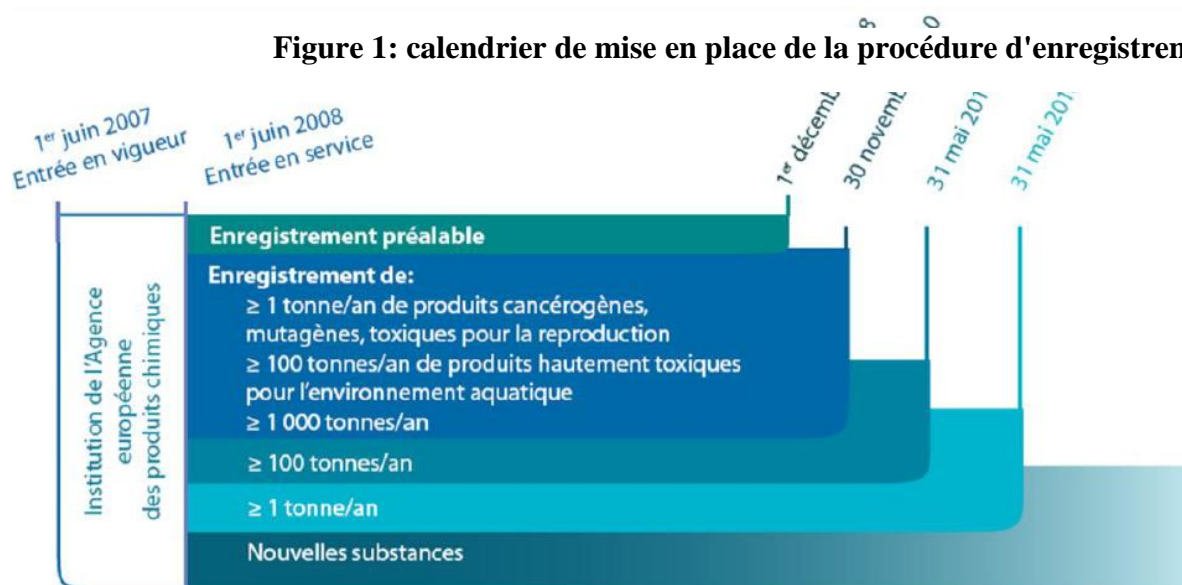 Figure 1: calendrier de mise en place de la procédure d'enregistrem
1er juin 2007
Entrée en vigueur
1er juin 2008
Entrée en service
1er décemb
30 novemb
31 mai 201
31 mai 201
Institution de l'Agence
européenne
des produits chimiques
Enregistrement préalable
Enregistrement de:
≥ 1 tonne/an de produits cancérogènes,
mutagènes, toxiques pour la reproduction
≥ 100 tonnes/an de produits hautement toxiques
pour l'environnement aquatique
≥ 1 000 tonnes/an
≥ 100 tonnes/an
≥ 1 tonne/an
Nouvelles substances